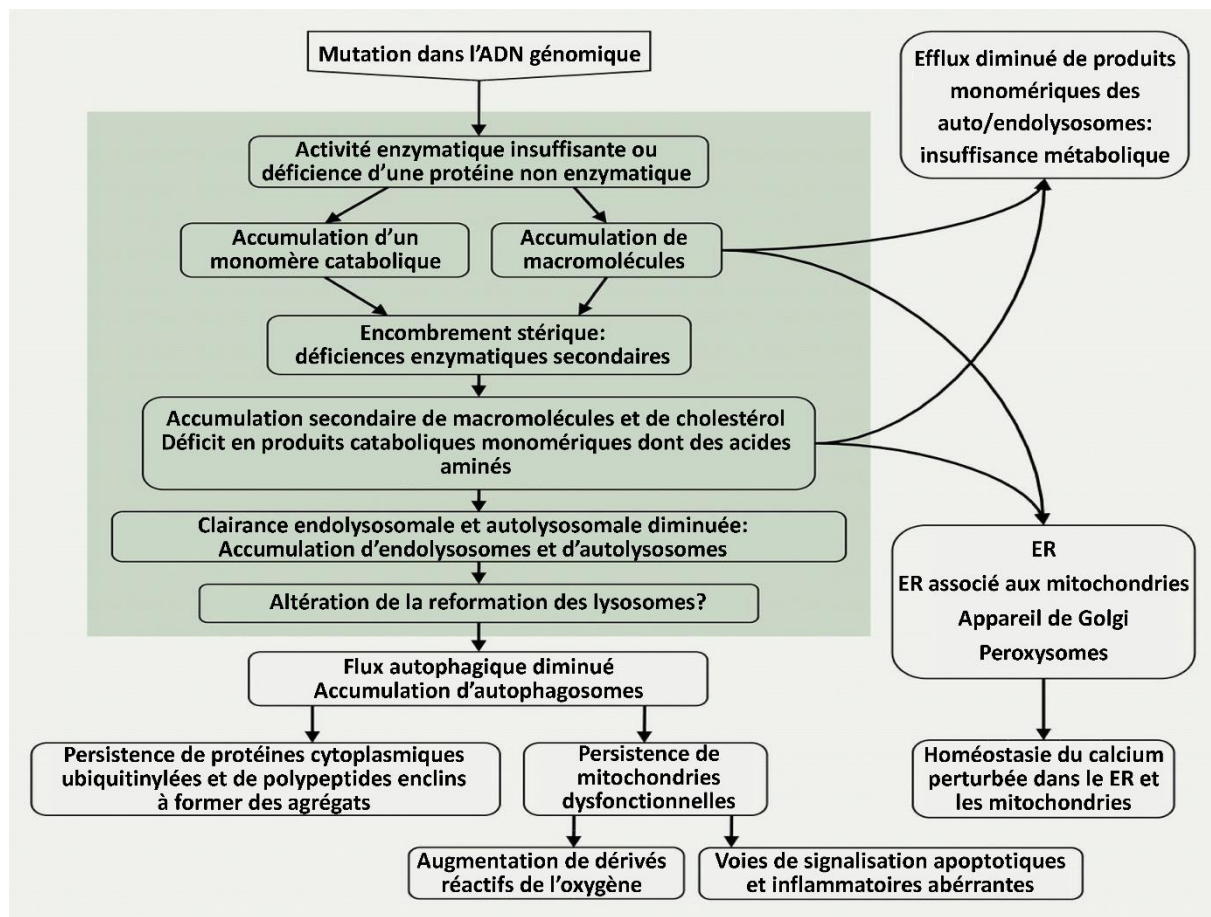 Mutation dans l'ADN génomique
Efflux diminué de produits
monomériques des
auto/endolysosomes:
insuffisance métabolique
Activité enzymatique insuffisante ou
déficience d'une protéine non enzymatique
Accumulation d'un
monomère catabolique
Accumulation de
macromolécules
Encombrement stérique:
déficiences enzymatiques secondaires
Accumulation secondaire de macromolécules et de cholestérol
Déficit en produits cataboliques monomériques dont des acides
aminés
Clairance endolysosomale et autolysosomale diminuée:
Accumulation d'endolysosomes et d'autolysosomes
Altération de la reformation des lysosomes?
ER
ER associé aux mitochondries
Appareil de Golgi
Peroxysomes
Flux autophagique diminué
Accumulation d'autophagosomes
Persistence de protéines cytoplasmiques
ubiquitinylées et de polypeptides enclins
à former des agrégats
Persistence de
mitochondries
dysfonctionnelles
Homéostasie du calcium
perturbée dans le ER et
les mitochondries
Augmentation de dérivés
réactifs de l'oxygène
Voies de signalisation apoptotiques
et inflammatoires abérrantes